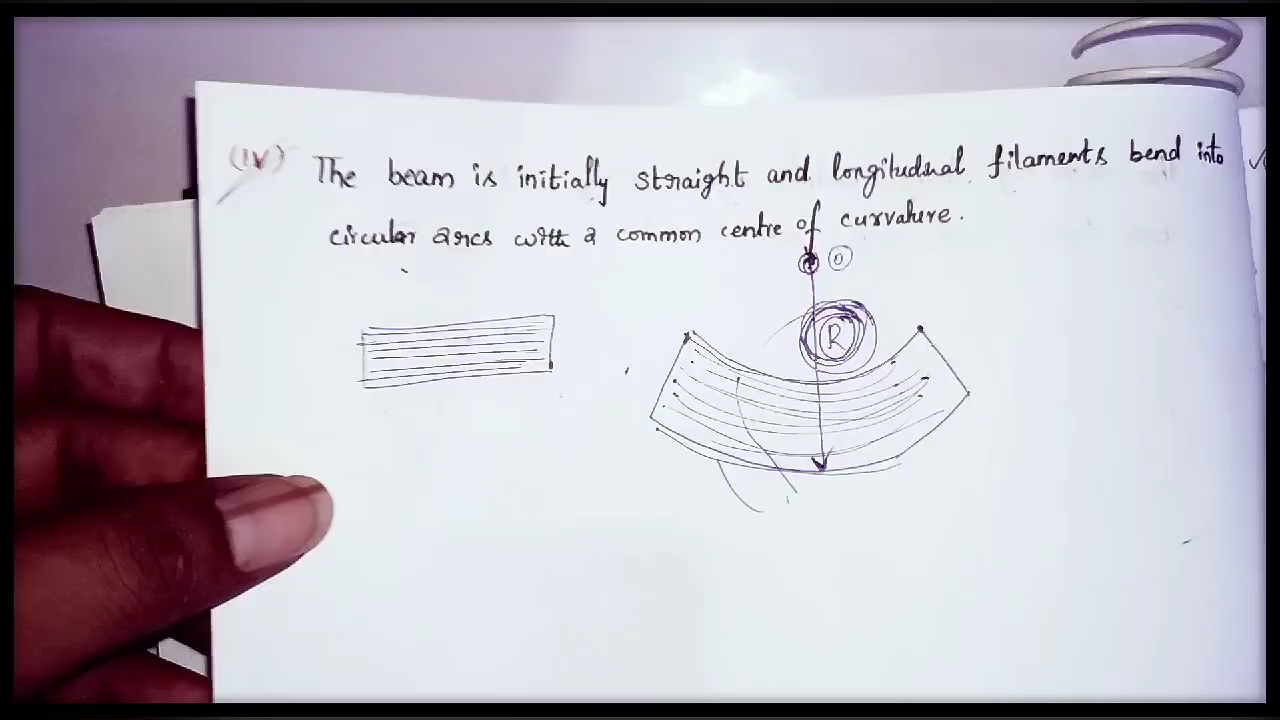 (iv) The beam is initially straight and longitudnal filaments bend into
circular arcs with a common centre of curvature.
O
R